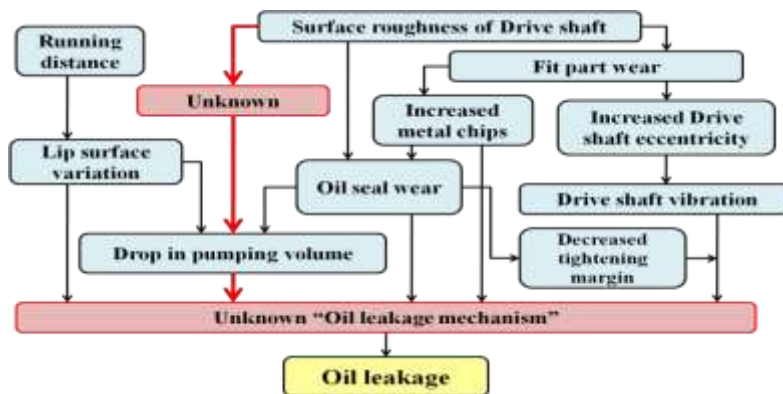 Surface roughness of Drive shaft
Running
distance
Fit part wear
Unknown
Increased
metal chips
Increased Drive
shaft eccentricity
Lip surface
variation
Oil seal wear
Drive shaft vibration
Drop in pumping volume
Decreased
tightening
margin
Unknown “Oil leakage mechanism”
Oil leakage